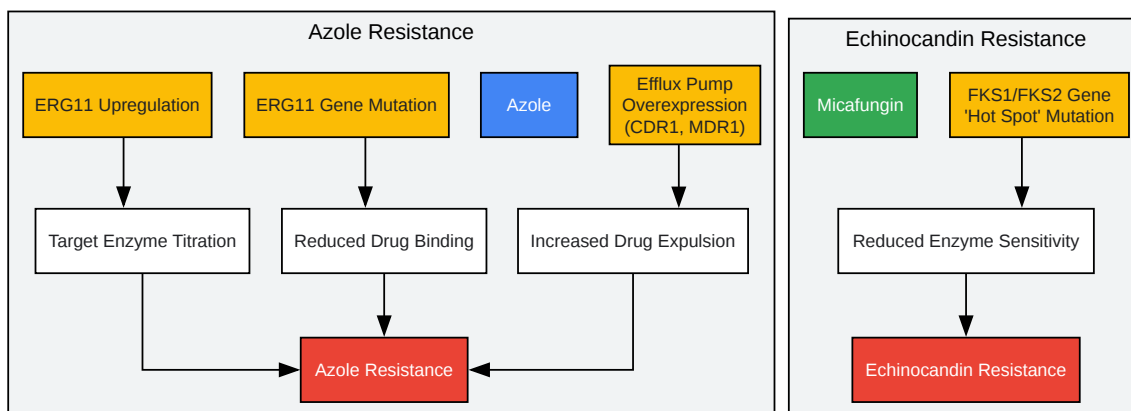 Azole Resistance
ERG11 Upregulation
ERG11 Gene Mutation
Azole
Efflux Pump
Overexpression
(CDR1, MDR1)
Target Enzyme Titration
Reduced Drug Binding
Increased Drug Expulsion
Azole Resistance
Echinocandin Resistance
Micafungin
FKS1/FKS2 Gene
'Hot Spot' Mutation
Reduced Enzyme Sensitivity
Echinocandin Resistance